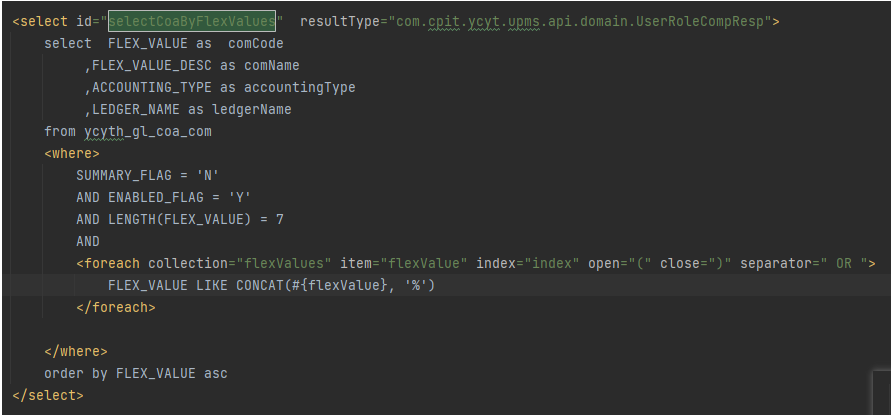 <select id="selectCoaByFlexValues"  resultType="com.cpit.ycyt.upms.api.domain.UserRoleCompResp">
    select  FLEX_VALUE as  comCode
         ,FLEX_VALUE_DESC as comName
         ,ACCOUNTING_TYPE as accountingType
         ,LEDGER_NAME as ledgerName
    from ycyth_gl_coa_com
    <where>
        SUMMARY_FLAG = 'N'
        AND ENABLED_FLAG = 'Y'
        AND LENGTH(FLEX_VALUE) = 7
        AND
        <foreach collection="flexValues" item="flexValue" index="index" open="(" close=")" separator=" OR ">
            FLEX_VALUE LIKE CONCAT(#{flexValue}, '%')
        </foreach>
    </where>
    order by FLEX_VALUE asc
</select>